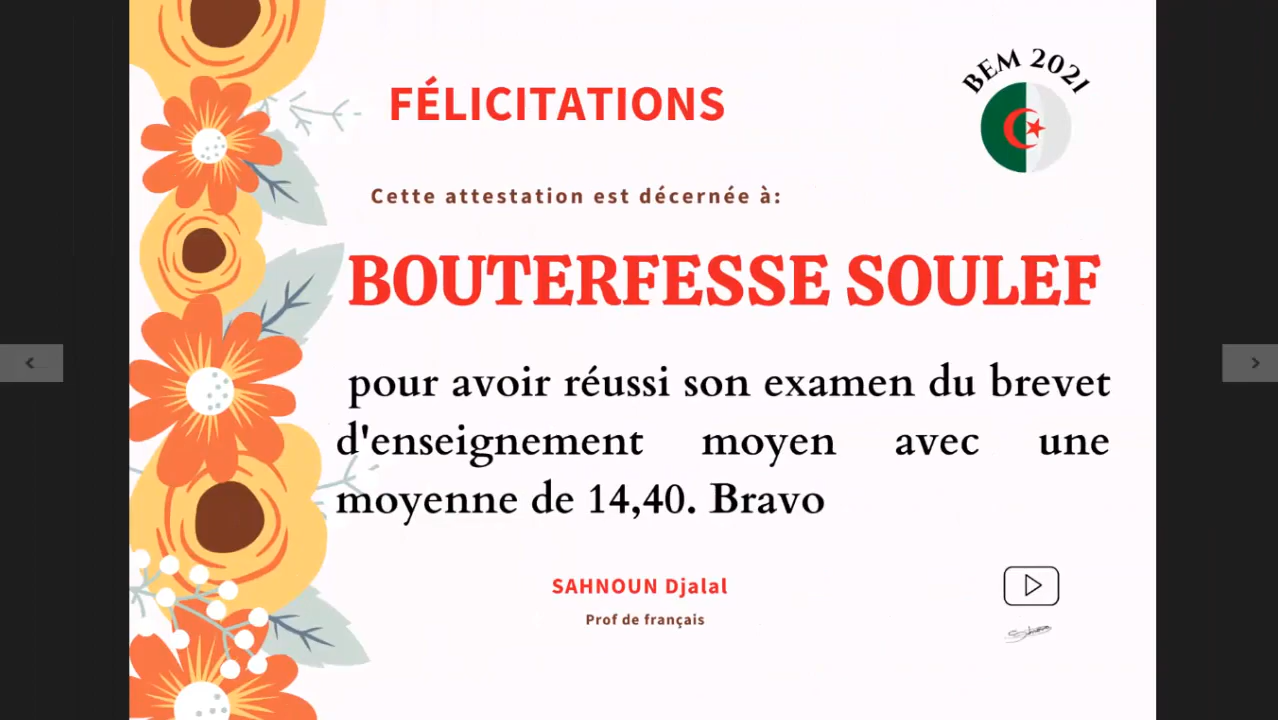 BEM 2021
FÉLICITATIONS
Cette attestation est décernée à:
BOUTERFESSE SOULEF
pour avoir réussi son examen du brevet
d'enseignement moyen avec une
moyenne de 14,40. Bravo
SAHNOUN Djalal
Prof de français